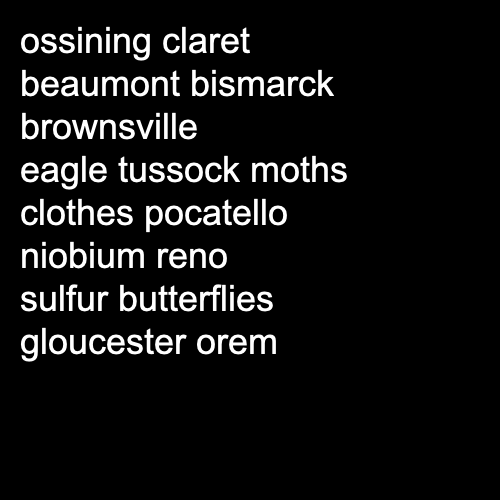 ossining claret
beaumont bismarck
brownsville
eagle tussock moths
clothes pocatello
niobium reno
sulfur butterflies
gloucester orem